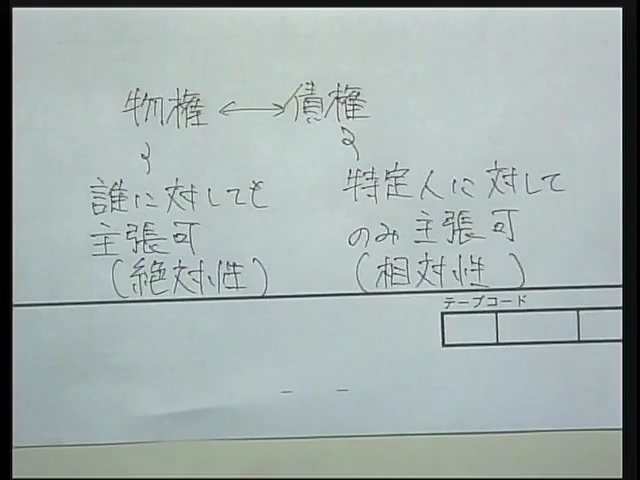 物権 ↔ 債権
誰に対しても
主張可
(絶対性)
特定人に対して
のみ主張可
(相対性)
テープコード